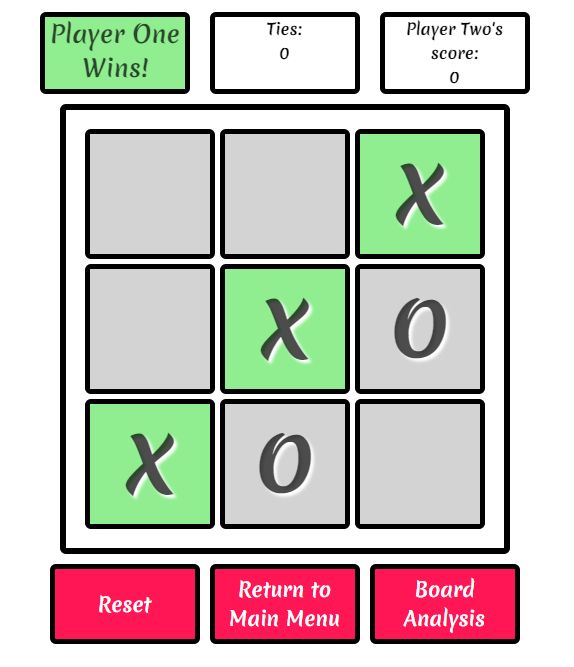 Player One
Wins!
Ties:
0
Player Two's
score:
0
X
X O
X O
Reset
Return to
Main Menu
Board
Analysis